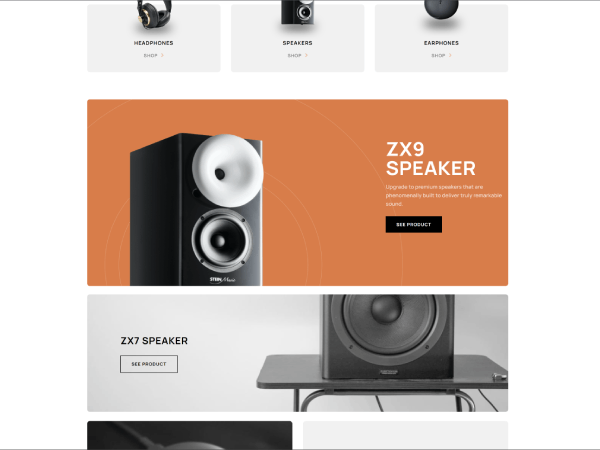 HEADPHONES
SHOP
SPEAKERS
SHOP
EARPHONES
SHOP
ZX9
SPEAKER
Upgrade to premium speakers that are
phenomenally built to deliver truly remarkable
sound.
SEE PRODUCT
ZX7 SPEAKER
SEE PRODUCT